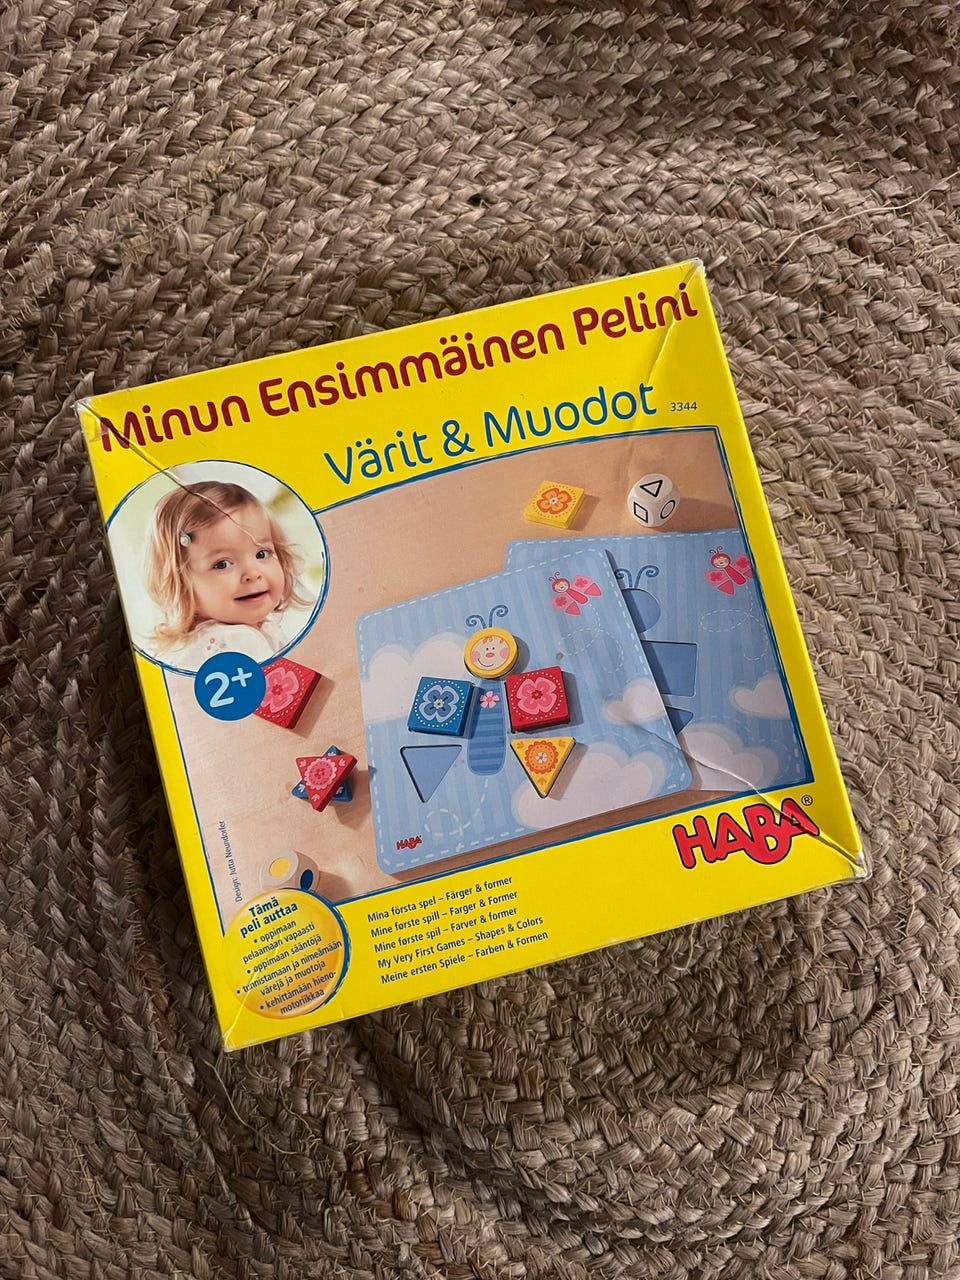 Minun Ensimmäinen Pelini
Värit & Muodot 3344
2+
HABA
HABA®
Design: Jutta Neundorfer
Tämä
peli auttaa
• oppimaan
pelaamaan vapaasti
• oppimaan sääntöjä
• tunnistamaan ja nimeämään
värejä ja muotoja
• kehittämään hieno-
motoriikkaa
Mina första spel – Färger & former
Mine første spill – Farger & Former
Mine første spil – Farver & former
My Very First Games – Shapes & Colors
Meine ersten Spiele – Farben & Formen